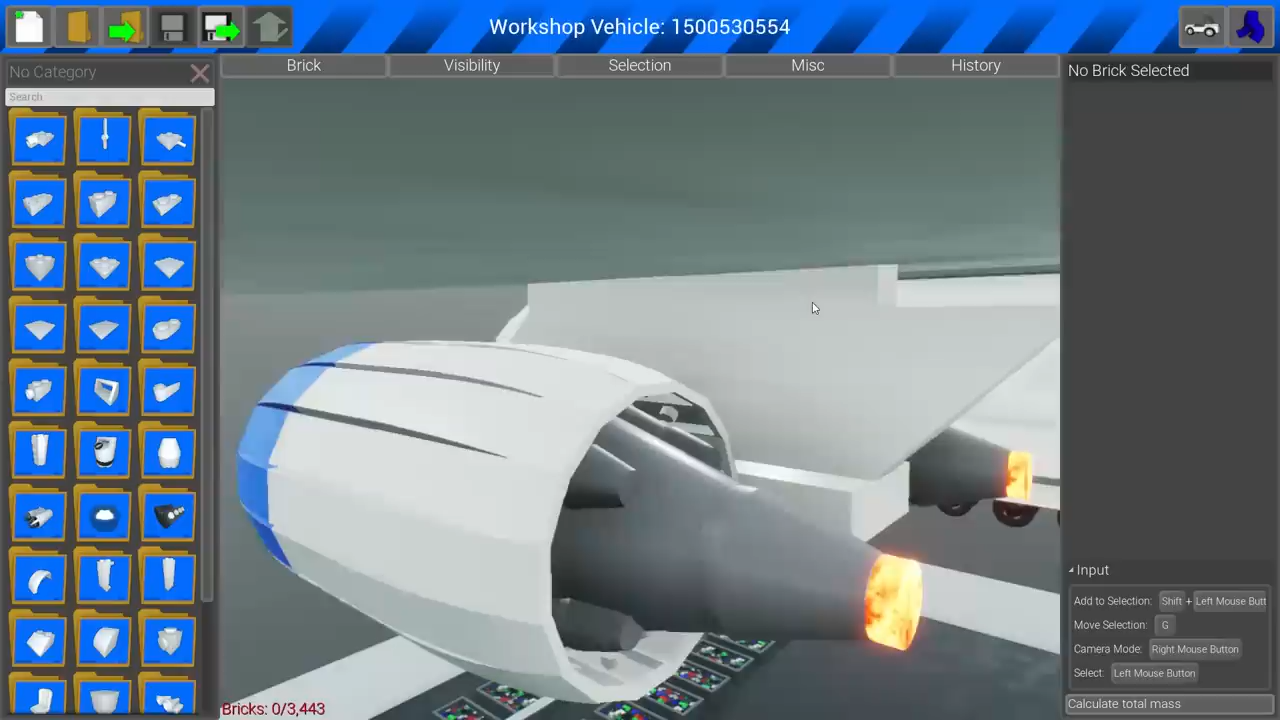 Workshop Vehicle: 1500530554
No Category
Search
Brick
Visibility
Selection
Misc
History
No Brick Selected
Input
Add to Selection: Shift + Left Mouse Butt
Move Selection: G
Camera Mode: Right Mouse Button
Select: Left Mouse Button
Calculate total mass
Bricks: 0/3,443